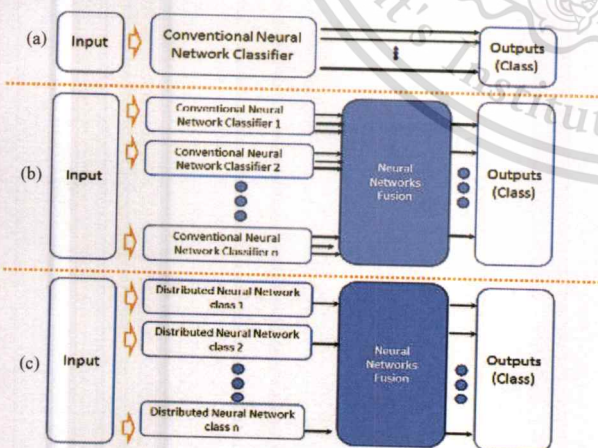 (a)
Input
Conventional Neural
Network Classifier
Outputs
(Class)
(b)
Input
Conventional Neural
Network Classifier 1
Conventional Neural
Network Classifier 2
Conventional Neural
Network Classifier n
Neural
Networks
Fusion
Outputs
(Class)
(c)
Input
Distributed Neural Network
class 1
Distributed Neural Network
class 2
Distributed Neural Network
class n
Neural
Networks
Fusion
Outputs
(Class)